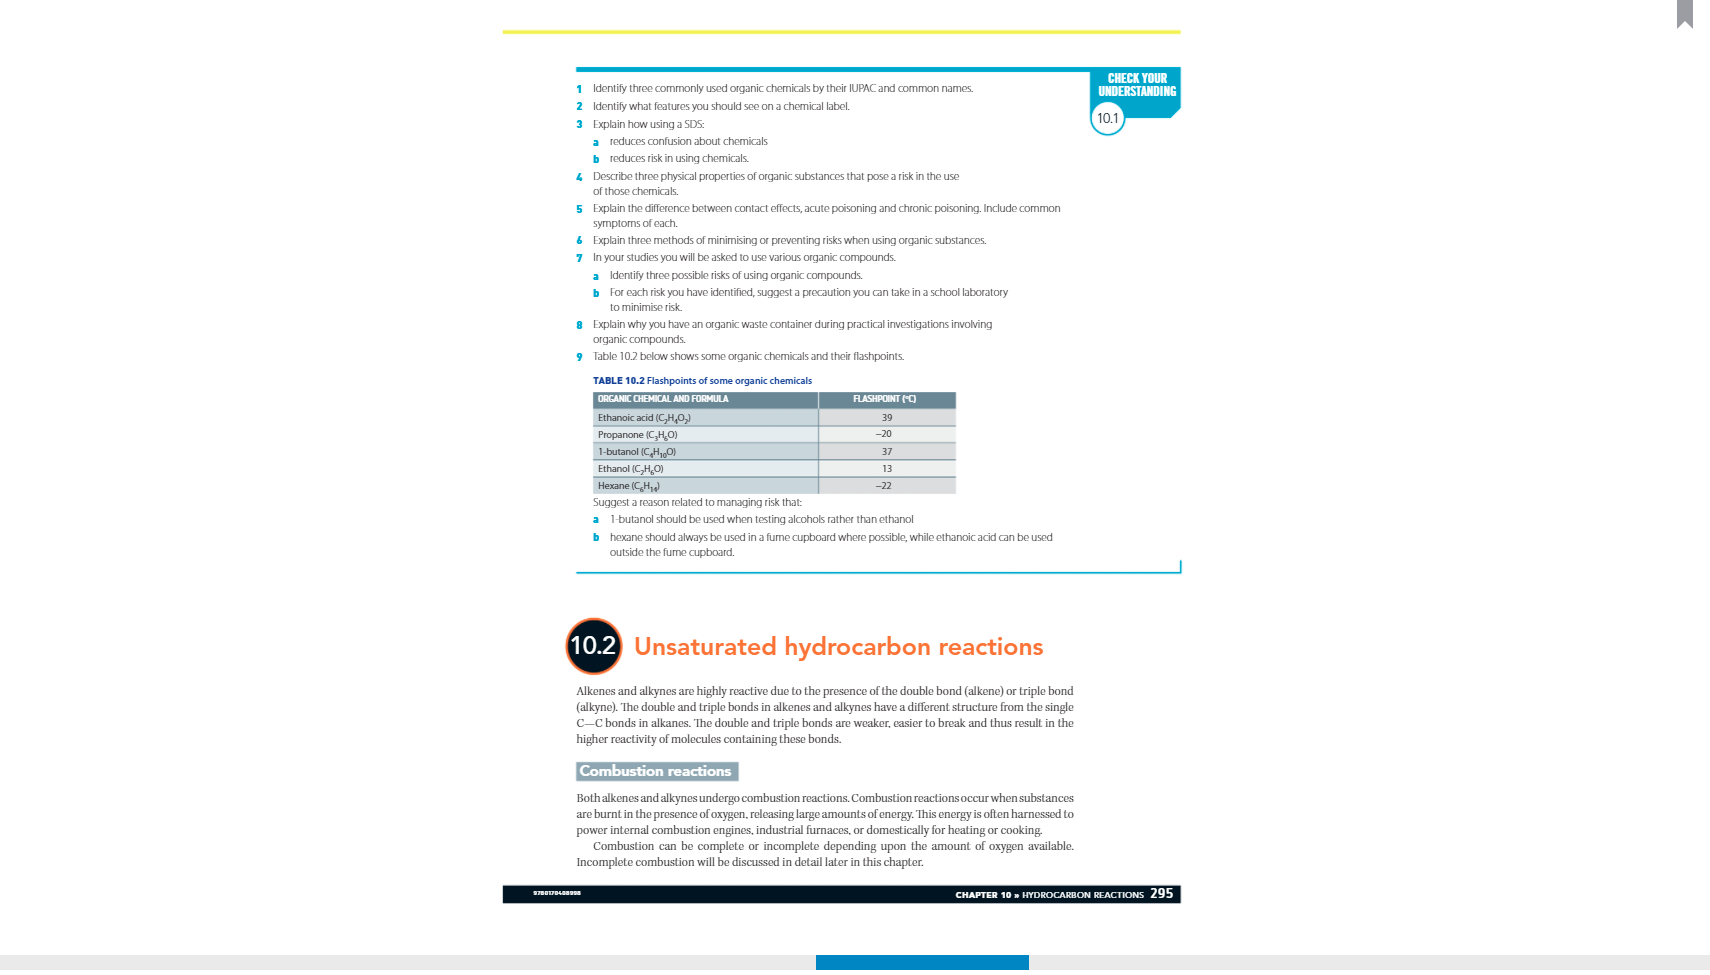 CHECK YOUR
UNDERSTANDING
10.1
1 Identify three commonly used organic chemicals by their IUPAC and common names.
2 Identify what features you should see on a chemical label.
3 Explain how using a SDS:
a reduces confusion about chemicals
b reduces risk in using chemicals.
4 Describe three physical properties of organic substances that pose a risk in the use
of those chemicals.
5 Explain the difference between contact effects, acute poisoning and chronic poisoning. Include common
symptoms of each.
6 Explain three methods of minimising or preventing risks when using organic substances.
7 In your studies you will be asked to use various organic compounds.
a Identify three possible risks of using organic compounds.
b For each risk you have identified, suggest a precaution you can take in a school laboratory
to minimise risk.
8 Explain why you have an organic waste container during practical investigations involving
organic compounds.
9 Table 10.2 below shows some organic chemicals and their flashpoints.
TABLE 10.2 Flashpoints of some organic chemicals
ORGANIC CHEMICAL AND FORMULA FLASHPOINT (°C)
Ethanoic acid (C₂H₄O₂) 39
Propanone (C₃H₆O) −20
1-butanol (C₄H₁₀O) 37
Ethanol (C₂H₆O) 13
Hexane (C₆H₁₄) −22
Suggest a reason related to managing risk that:
a 1-butanol should be used when testing alcohols rather than ethanol
b hexane should always be used in a fume cupboard where possible, while ethanoic acid can be used
outside the fume cupboard.
10.2 Unsaturated hydrocarbon reactions
Alkenes and alkynes are highly reactive due to the presence of the double bond (alkene) or triple bond
(alkyne). The double and triple bonds in alkenes and alkynes have a different structure from the single
C—C bonds in alkanes. The double and triple bonds are weaker, easier to break and thus result in the
higher reactivity of molecules containing these bonds.
Combustion reactions
Both alkenes and alkynes undergo combustion reactions. Combustion reactions occur when substances
are burnt in the presence of oxygen, releasing large amounts of energy. This energy is often harnessed to
power internal combustion engines, industrial furnaces, or domestically for heating or cooking.
Combustion can be complete or incomplete depending upon the amount of oxygen available.
Incomplete combustion will be discussed in detail later in this chapter.
CHAPTER 10 » HYDROCARBON REACTIONS 295